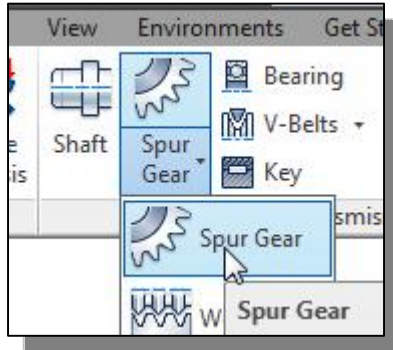 View Environments Get St
Bearing
V-Belts
Shaft Spur
Gear Key
is
smis
Spur Gear
W Spur Gear